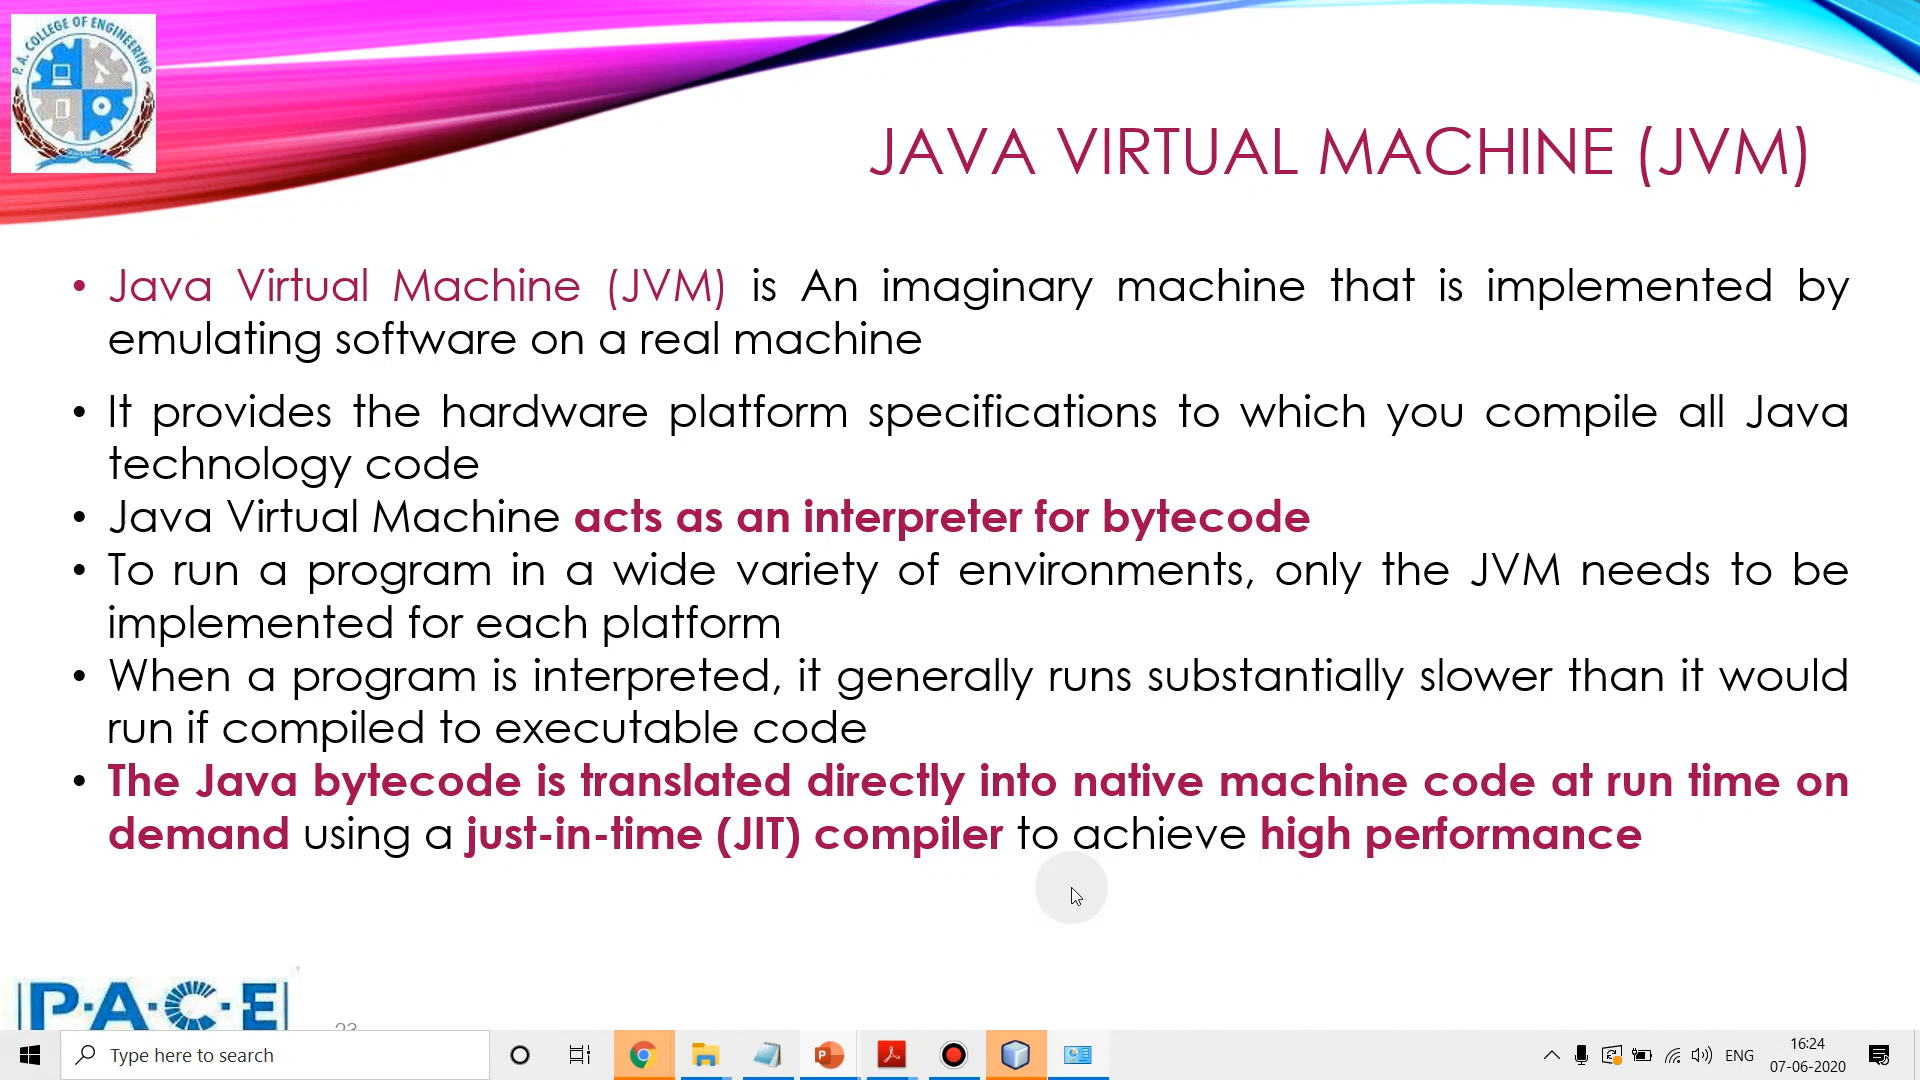 P.A. COLLEGE OF ENGINEERING
JAVA VIRTUAL MACHINE (JVM)
• Java Virtual Machine (JVM) is An imaginary machine that is implemented by
emulating software on a real machine
• It provides the hardware platform specifications to which you compile all Java
technology code
• Java Virtual Machine acts as an interpreter for bytecode
• To run a program in a wide variety of environments, only the JVM needs to be
implemented for each platform
• When a program is interpreted, it generally runs substantially slower than it would
run if compiled to executable code
• The Java bytecode is translated directly into native machine code at run time on
demand using a just-in-time (JIT) compiler to achieve high performance
P·A·C·E
23
Type here to search
ENG
16:24
07-06-2020